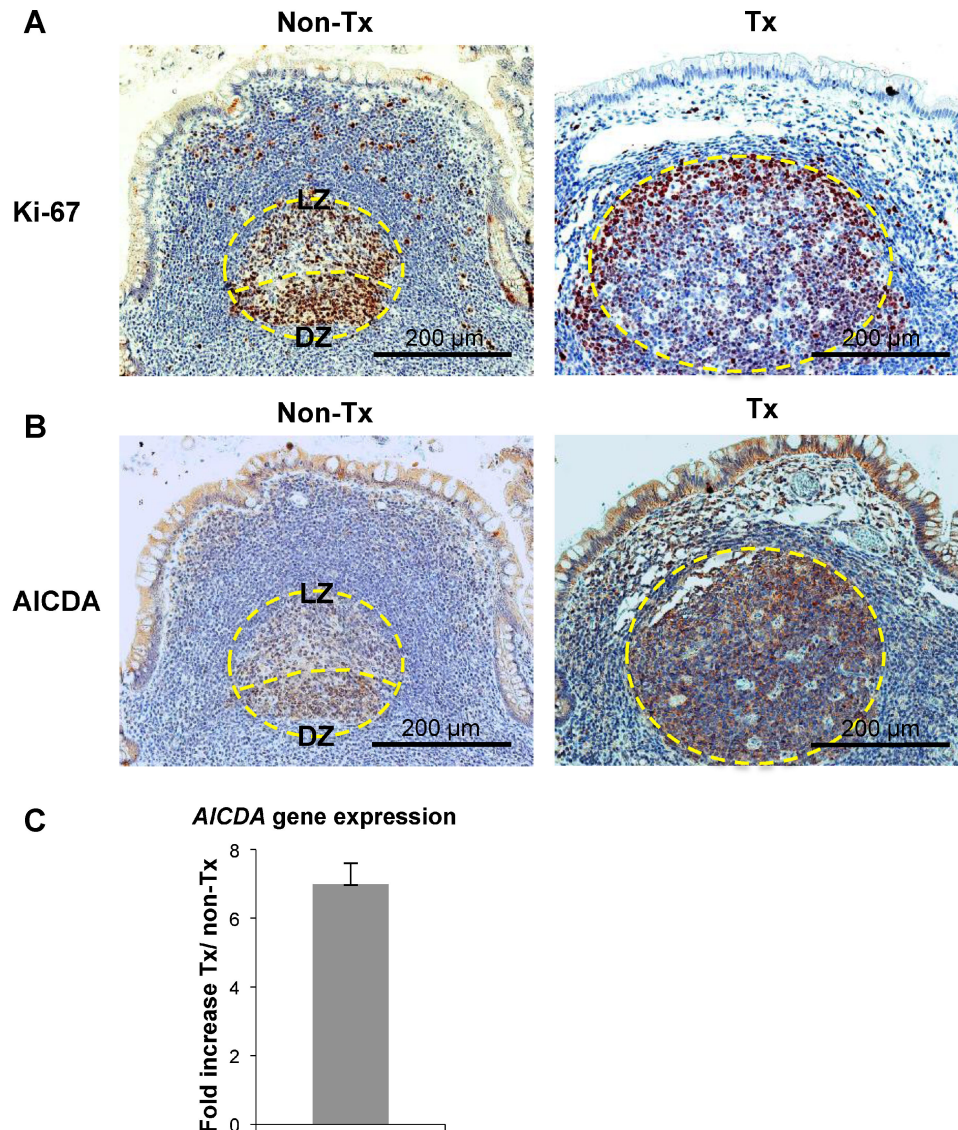 A
Non-Tx
Tx
Ki-67
LZ
DZ
200 µm
200 µm
B
Non-Tx
Tx
AICDA
LZ
DZ
200 µm
200 µm
C
AICDA gene expression
Fold increase Tx/ non-Tx
8
6
4
2
0